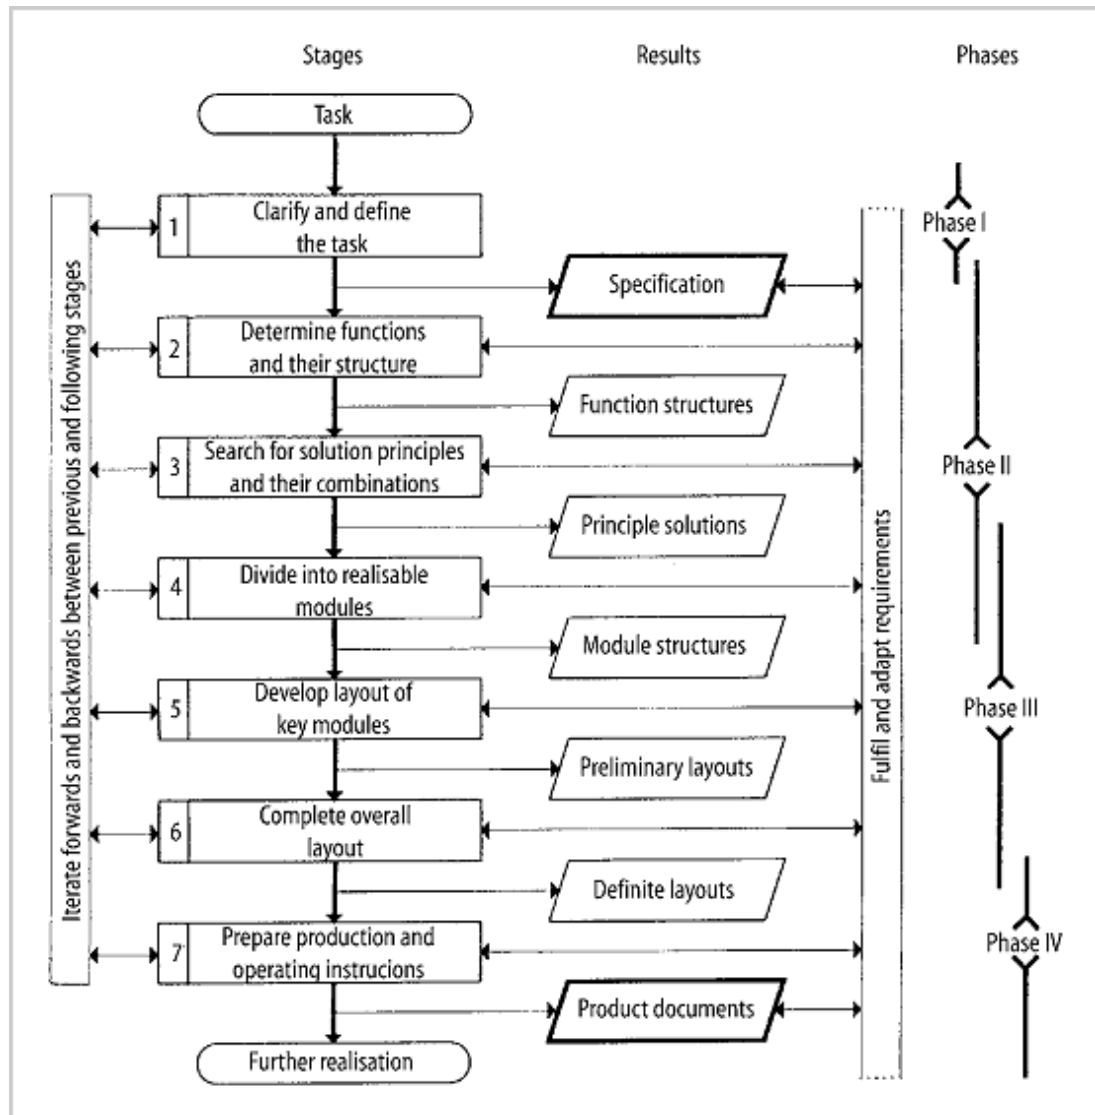 Stages
Results
Phases
Task
1
Clarify and define
the task
Phase I
Specification
2
Determine functions
and their structure
Function structures
3
Search for solution principles
and their combinations
Phase II
Principle solutions
4
Divide into realisable
modules
Module structures
5
Develop layout of
key modules
Phase III
Preliminary layouts
6
Complete overall
layout
Definite layouts
7
Prepare production and
operating instrucions
Phase IV
Product documents
Further realisation
Iterate forwards and backwards between previous and following stages
Fulfil and adapt requirements